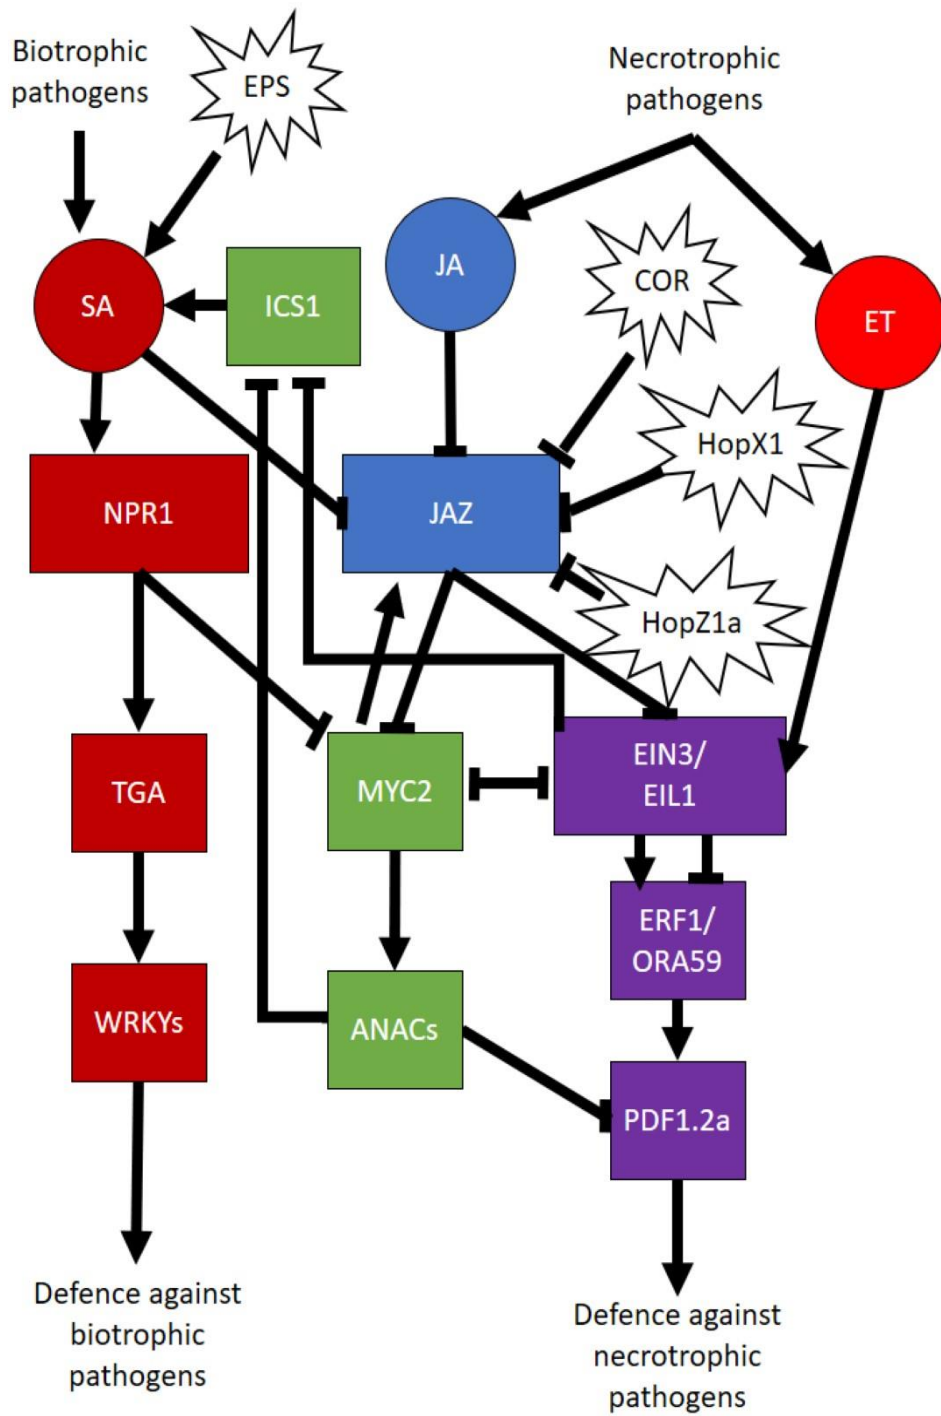 Biotrophic
pathogens
EPS
Necrotrophic
pathogens
SA
ICS1
JA
COR
ET
NPR1
JAZ
HopX1
HopZ1a
TGA
MYC2
EIN3/
EIL1
ERF1/
ORA59
WRKYs
ANACs
PDF1.2a
Defence against
biotrophic
pathogens
Defence against
necrotrophic
pathogens